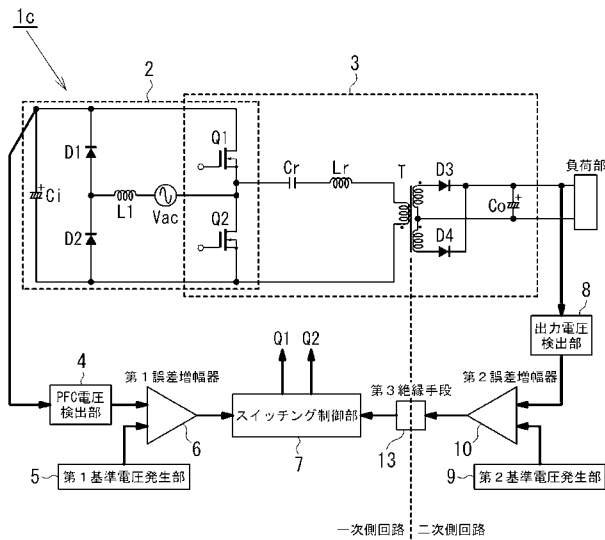 1c
2
3
D1
Q1
Cr
Lr
T
D3
負荷部
Ci
L1
Vac
Co
D2
Q2
D4
8
出力電圧
検出部
Q1
Q2
4
第1誤差増幅器
第3絶縁手段
第2誤差増幅器
PFC電圧
検出部
スイッチング制御部
6
7
13
10
5
第1基準電圧発生部
9
第2基準電圧発生部
一次側回路
二次側回路